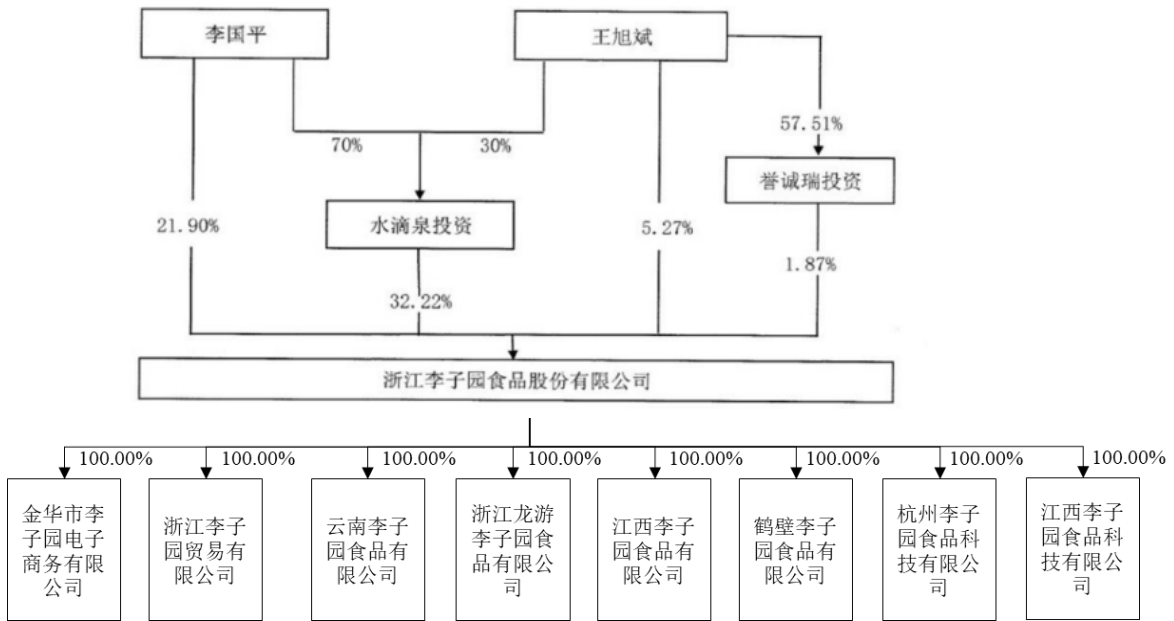 李国平
王旭斌
70%
30%
57.51%
誉诚瑞投资
21.90%
水滴泉投资
5.27%
1.87%
32.22%
浙江李子园食品股份有限公司
100.00%
100.00%
100.00%
100.00%
100.00%
100.00%
100.00%
100.00%
金华市李
子园电子
商务有限
公司
浙江李子
园贸易有
限公司
云南李子
园食品有
限公司
浙江龙游
李子园食
品有限公
司
江西李子
园食品有
限公司
鹤壁李子
园食品有
限公司
杭州李子
园食品科
技有限公
司
江西李子
园食品科
技有限公
司